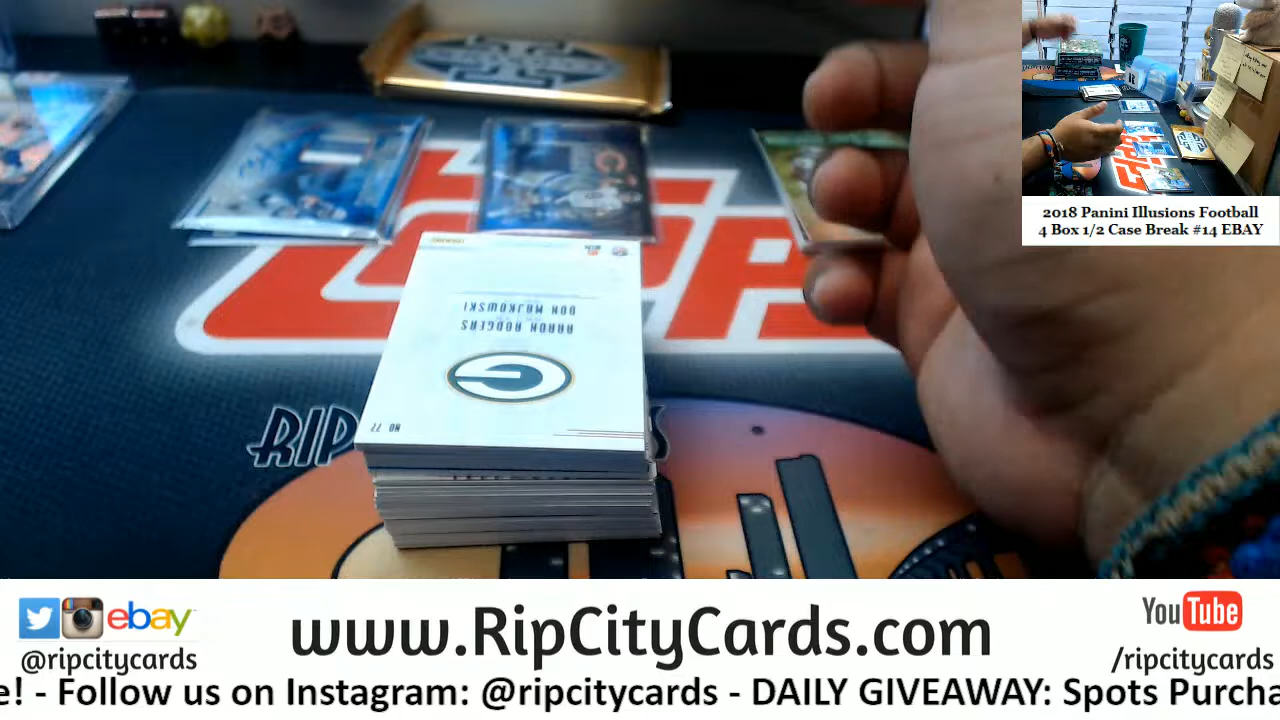 2018 Panini Illusions Football
4 Box 1/2 Case Break #14 EBAY
DON MAJKOWSKI
AARON RODGERS
G
NO. 77
RIP
ebay
@ripcitycards
www.RipCityCards.com
YouTube
/ripcitycards
e! - Follow us on Instagram: @ripcitycards - DAILY GIVEAWAY: Spots Purcha